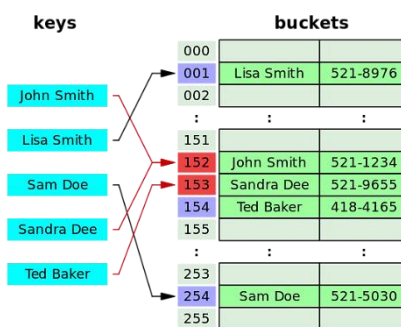 keys
buckets
John Smith
Lisa Smith
Sam Doe
Sandra Dee
Ted Baker
000
001 Lisa Smith 521-8976
002
: : :
151
152 John Smith 521-1234
153 Sandra Dee 521-9655
154 Ted Baker 418-4165
155
: : :
253
254 Sam Doe 521-5030
255